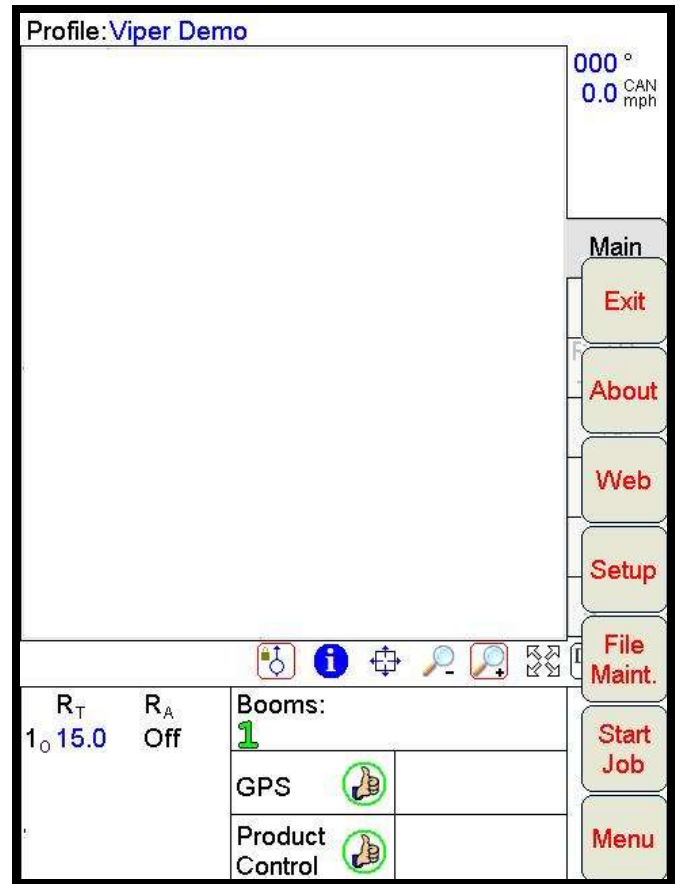 Profile: Viper Demo
000 °
0.0 CAN mph
Main
Exit
About
Web
Setup
File
Maint.
Start
Job
Menu
i
RT RA
1O 15.0 Off
Booms:
1
GPS
Product
Control